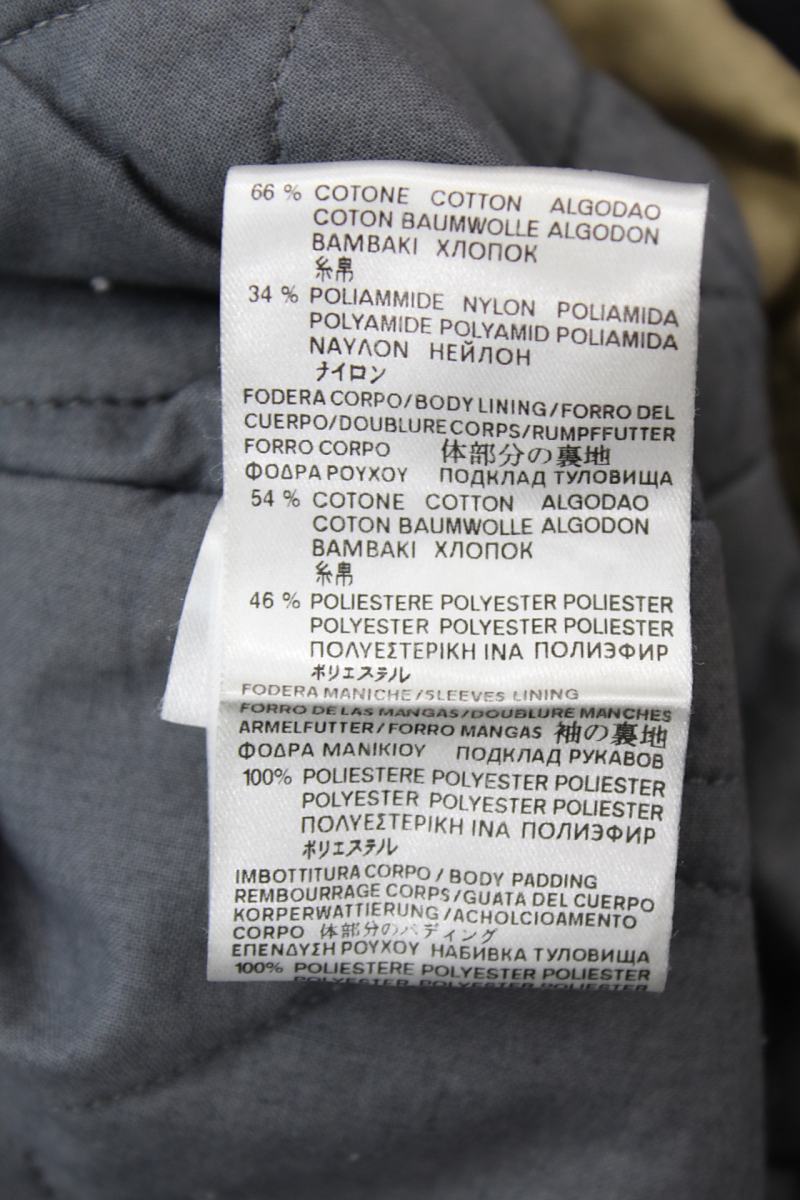 66 % COTONE COTTON ALGODAO
COTON BAUMWOLLE ALGODON
BAMBAKI ХЛОПОК
糸帛
34 % POLIAMMIDE NYLON POLIAMIDA
POLYAMIDE POLYAMID POLIAMIDA
ΝΑΥΛΟΝ НЕЙЛОН
ナイロン
FODERA CORPO/BODY LINING/FORRO DEL
CUERPO/DOUBLURE CORPS/RUMPFFUTTER
FORRO CORPO 体部分の裏地
ΦΟΔΡΑ ΡΟΥΧΟΥ ПОДКЛАД ТУЛОВИЩА
54 % COTONE COTTON ALGODAO
COTON BAUMWOLLE ALGODON
BAMBAKI ХЛОПОК
糸帛
46 % POLIESTERE POLYESTER POLIESTER
POLYESTER POLYESTER POLIESTER
ΠΟΛΥΕΣΤΕΡΙΚΗ ΙΝΑ ПОЛИЭФИР
ポリエステル
FODERA MANICHE/SLEEVES LINING
FORRO DE LAS MANGAS/DOUBLURE MANCHES
ARMELFUTTER/FORRO MANGAS 袖の裏地
ΦΟΔΡΑ ΜΑΝΙΚΙΟΥ ПОДКЛАД РУКАВОВ
100% POLIESTERE POLYESTER POLIESTER
POLYESTER POLYESTER POLIESTER
ΠΟΛΥΕΣΤΕΡΙΚΗ ΙΝΑ ПОЛИЭФИР
ポリエステル
IMBOTTITURA CORPO / BODY PADDING
REMBOURRAGE CORPS/GUATA DEL CUERPO
KORPERWATTIERUNG/ACHOLCIOAMENTO
CORPO 体部分のパディング
ΕΠΕΝΔΥΣΗ ΡΟΥΧΟΥ НАБИВКА ТУЛОВИЩА
100% POLIESTERE POLYESTER POLIESTER
POLYESTER POLYESTER POLIESTER